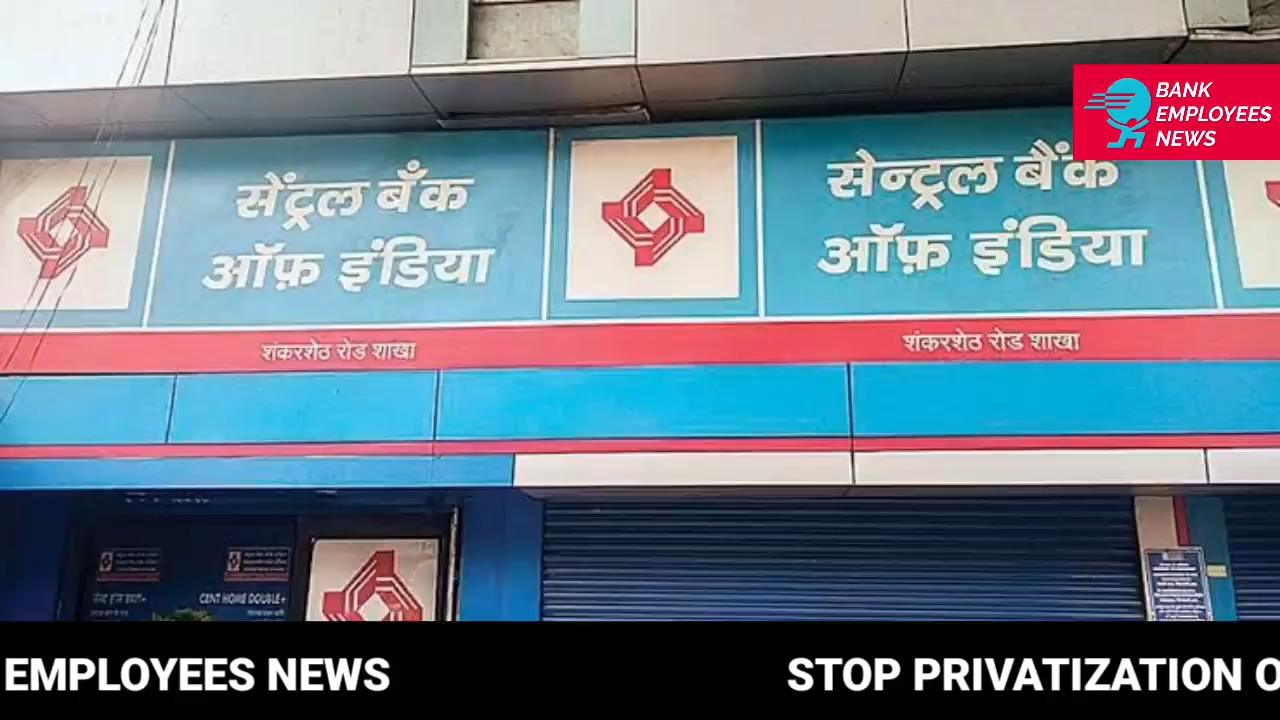 BANK
EMPLOYEES
NEWS
सेंट्रल बँक
ऑफ़ इंडिया
सेन्ट्रल बैंक
ऑफ़ इंडिया
शंकरशेठ रोड शाखा
शंकरशेठ रोड शाखा
CENT HOME DOUBLE+
EMPLOYEES NEWS
STOP PRIVATIZATION O